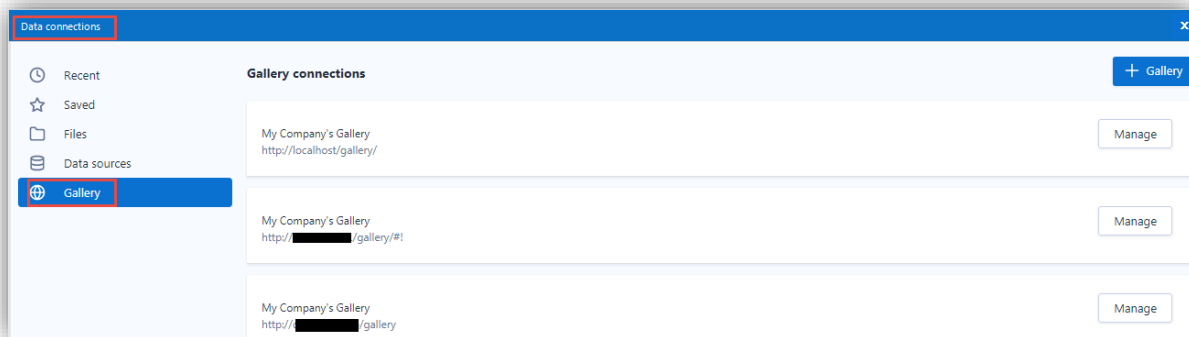 Data connections
x
Recent
Saved
Files
Data sources
Gallery
Gallery connections
+ Gallery
My Company's Gallery
http://localhost/gallery/
Manage
My Company's Gallery
http:// /gallery/#!
Manage
My Company's Gallery
http:// /gallery
Manage